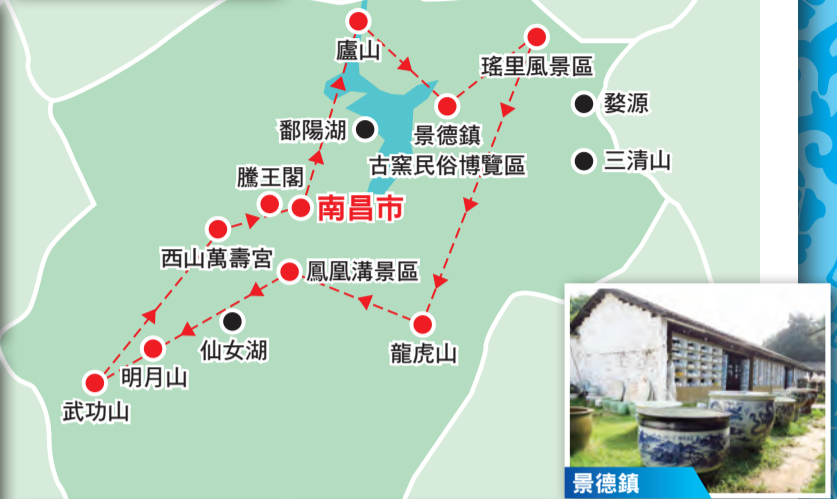 廬山
瑤里風景區
婺源
鄱陽湖
景德鎮
古窯民俗博覽區
三清山
騰王閣
南昌市
西山萬壽宮
鳳凰溝景區
仙女湖
龍虎山
明月山
武功山
景德鎮